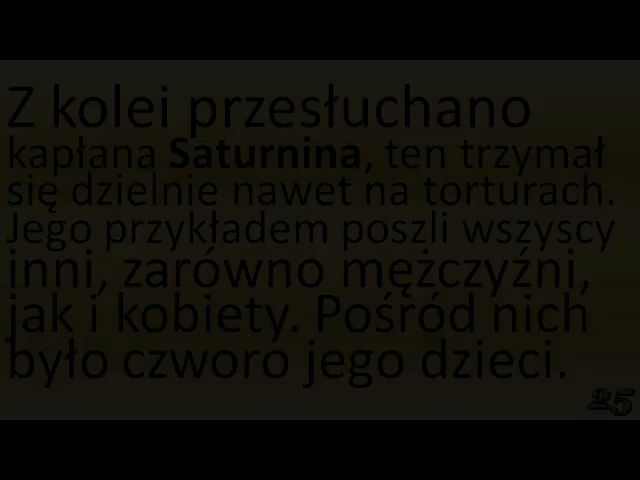 Z kolei przesłuchano
kapłana Saturnina, ten trzymał
się dzielnie nawet na torturach.
Jego przykładem poszli wszyscy
inni, zarówno mężczyźni,
jak i kobiety. Pośród nich
było czworo jego dzieci.
25